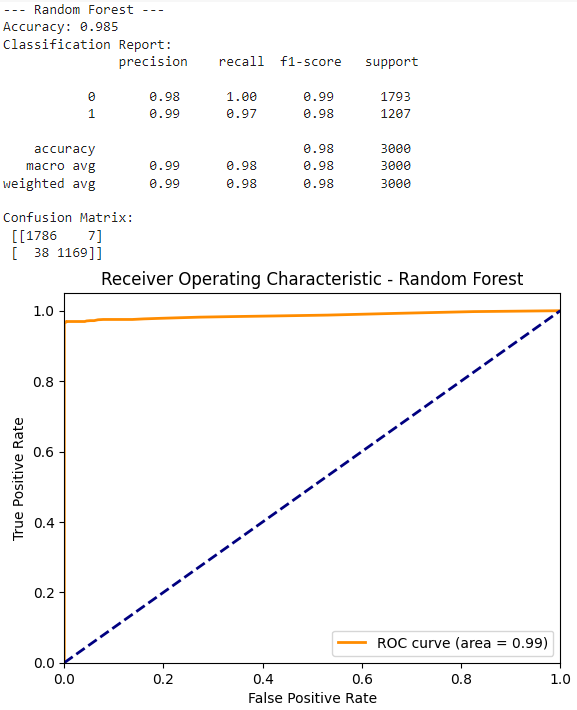 --- Random Forest ---
Accuracy: 0.985
Classification Report:
              precision    recall  f1-score   support

           0       0.98      1.00      0.99      1793
           1       0.99      0.97      0.98      1207

    accuracy                           0.98      3000
   macro avg       0.99      0.98      0.98      3000
weighted avg       0.99      0.98      0.98      3000

Confusion Matrix:
 [[1786    7]
 [  38 1169]]
Receiver Operating Characteristic - Random Forest
1.0
0.8
0.6
0.4
0.2
0.0
True Positive Rate
ROC curve (area = 0.99)
0.0 0.2 0.4 0.6 0.8 1.0
False Positive Rate